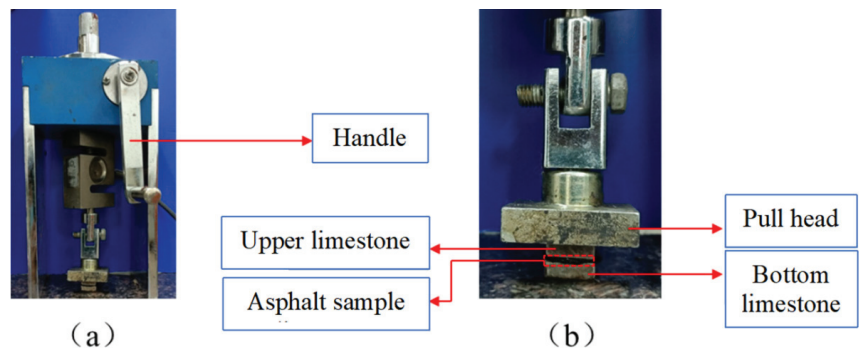 Handle
Upper limestone
Pull head
Asphalt sample
Bottom
limestone
(a)
(b)